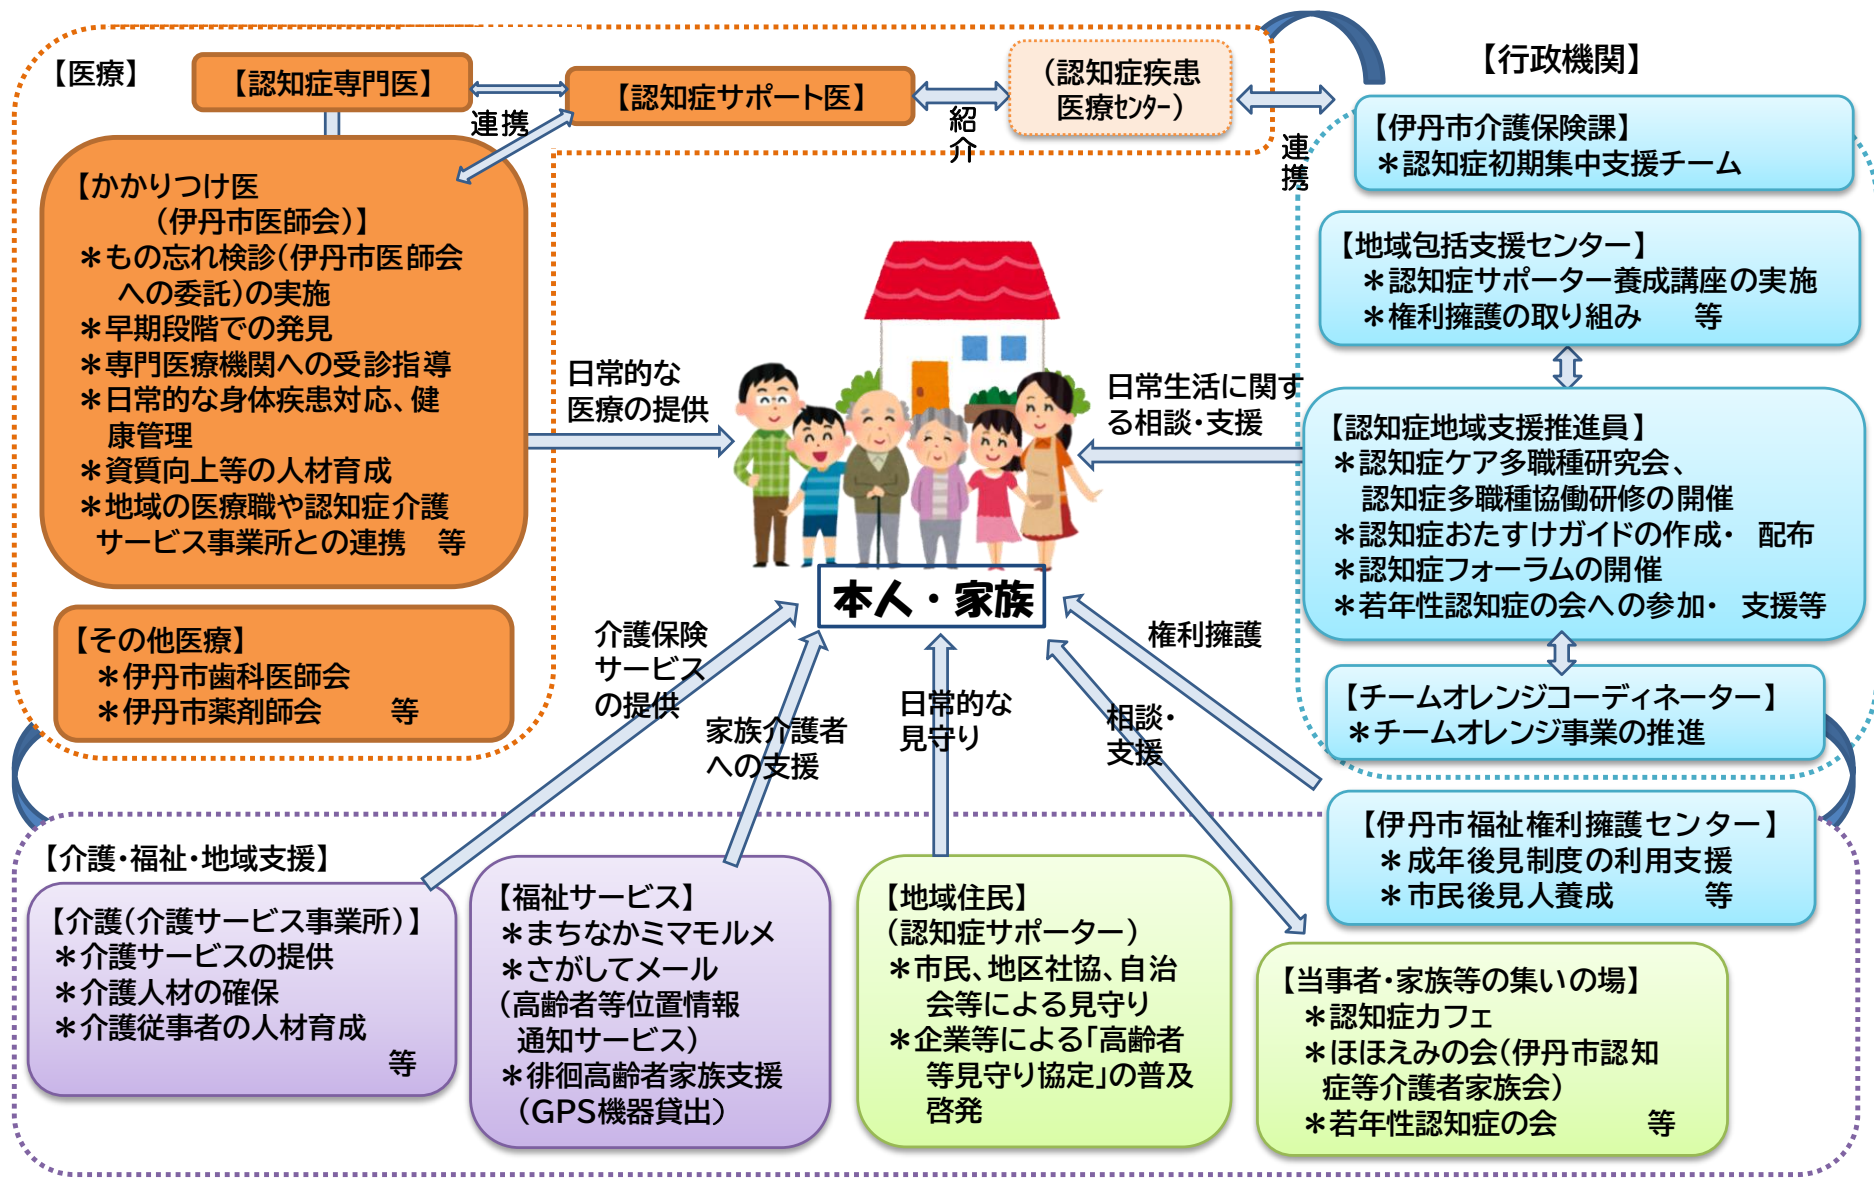 【医療】
【認知症専門医】
【認知症サポート医】
（認知症疾患
医療センター）
連携
紹
介
連
携
【行政機関】
【伊丹市介護保険課】
＊認知症初期集中支援チーム
【地域包括支援センター】
＊認知症サポーター養成講座の実施
＊権利擁護の取り組み　等
【認知症地域支援推進員】
＊認知症ケア多職種研究会、
認知症多職種協働研修の開催
＊認知症おたすけガイドの作成・ 配布
＊認知症フォーラムの開催
＊若年性認知症の会への参加・ 支援等
【チームオレンジコーディネーター】
＊チームオレンジ事業の推進
【かかりつけ医
（伊丹市医師会）】
＊もの忘れ検診（伊丹市医師会
への委託）の実施
＊早期段階での発見
＊専門医療機関への受診指導
＊日常的な身体疾患対応、健
康管理
＊資質向上等の人材育成
＊地域の医療職や認知症介護
サービス事業所との連携　等
【その他医療】
＊伊丹市歯科医師会
＊伊丹市薬剤師会　等
日常的な
医療の提供
日常生活に関す
る相談・支援
本人・家族
介護保険
サービス
の提供
家族介護者
への支援
日常的な
見守り
相談・
支援
権利擁護
【伊丹市福祉権利擁護センター】
＊成年後見制度の利用支援
＊市民後見人養成　等
【介護・福祉・地域支援】
【介護（介護サービス事業所）】
＊介護サービスの提供
＊介護人材の確保
＊介護従事者の人材育成
等
【福祉サービス】
＊まちなかミマモルメ
＊さがしてメール
（高齢者等位置情報
通知サービス）
＊徘徊高齢者家族支援
（GPS機器貸出）
【地域住民】
（認知症サポーター）
＊市民、地区社協、自治
会等による見守り
＊企業等による「高齢者
等見守り協定」の普及
啓発
【当事者・家族等の集いの場】
＊認知症カフェ
＊ほほえみの会（伊丹市認知
症等介護者家族会）
＊若年性認知症の会　等